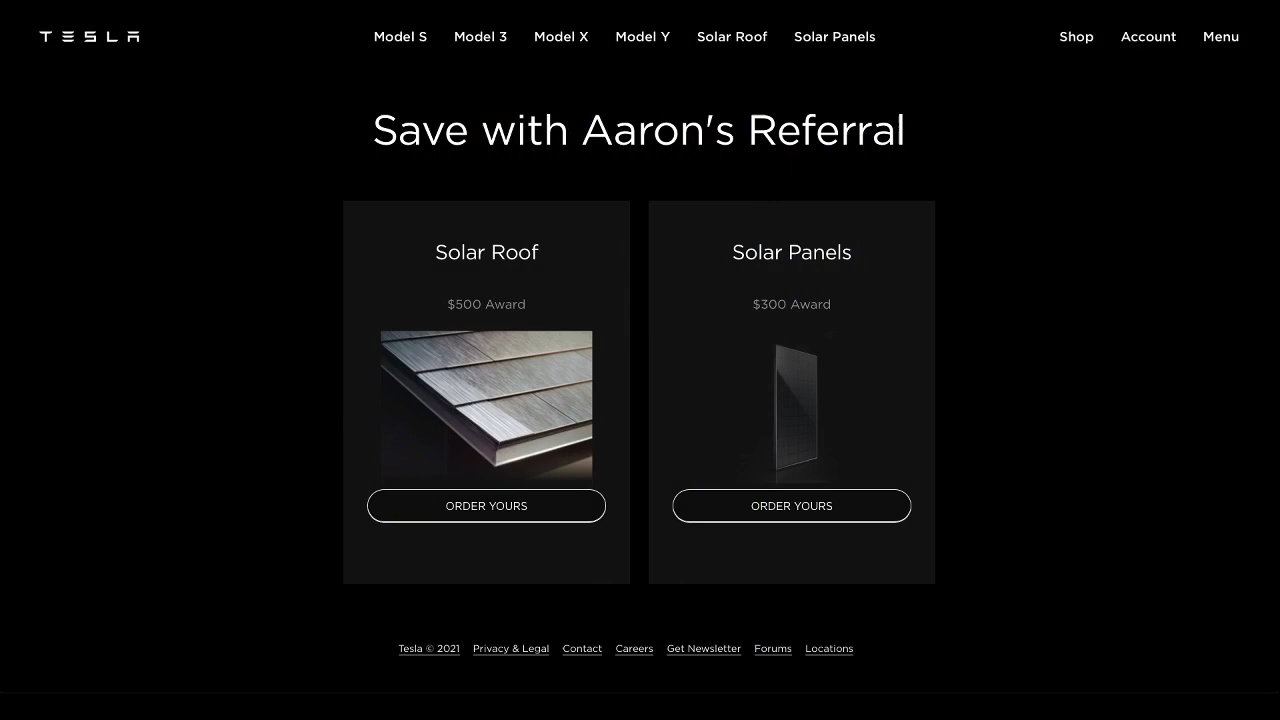 TESLA Model S Model 3 Model X Model Y Solar Roof Solar Panels Shop Account Menu
Save with Aaron's Referral
Solar Roof
$500 Award
ORDER YOURS
Solar Panels
$300 Award
ORDER YOURS
Tesla © 2021 Privacy & Legal Contact Careers Get Newsletter Forums Locations